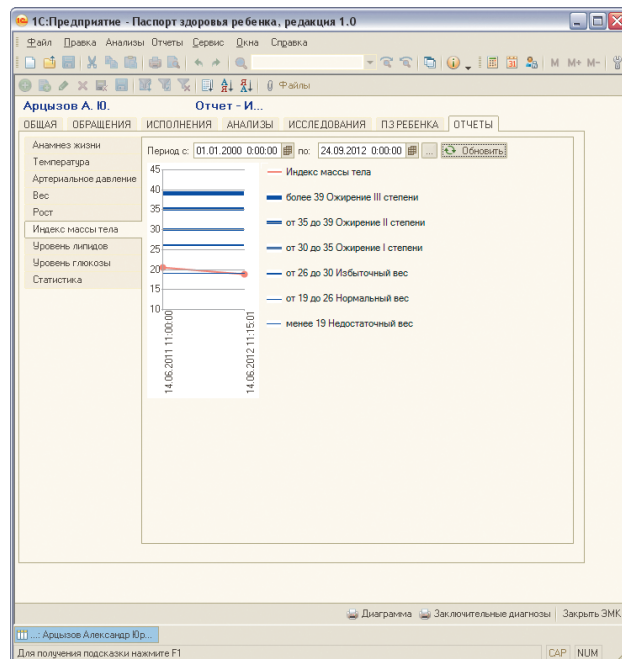 1С:Предприятие - Паспорт здоровья ребенка, редакция 1.0
Файл Правка Анализы Отчеты Сервис Окна Справка
M M+ M-
Файлы
Арцызов А. Ю. Отчет - И...
ОБЩАЯ ОБРАЩЕНИЯ ИСПОЛНЕНИЯ АНАЛИЗЫ ИССЛЕДОВАНИЯ ПЗ РЕБЕНКА ОТЧЕТЫ
Анамнез жизни
Температура
Артериальное давление
Вес
Рост
Индекс массы тела
Уровень липидов
Уровень глюкозы
Статистика
Период с: 01.01.2000 0:00:00 по: 24.09.2012 0:00:00 ... Обновить
45
40
35
30
25
20
15
10
14.06.2011 11:00:00
14.06.2012 11:15:01
Индекс массы тела
более 39 Ожирение III степени
от 35 до 39 Ожирение II степени
от 30 до 35 Ожирение I степени
от 26 до 30 Избыточный вес
от 19 до 26 Нормальный вес
менее 19 Недостаточный вес
Диаграмма Заключительные диагнозы Закрыть ЭМК
...: Арцызов Александр Юр...
Для получения подсказки нажмите F1 CAP NUM